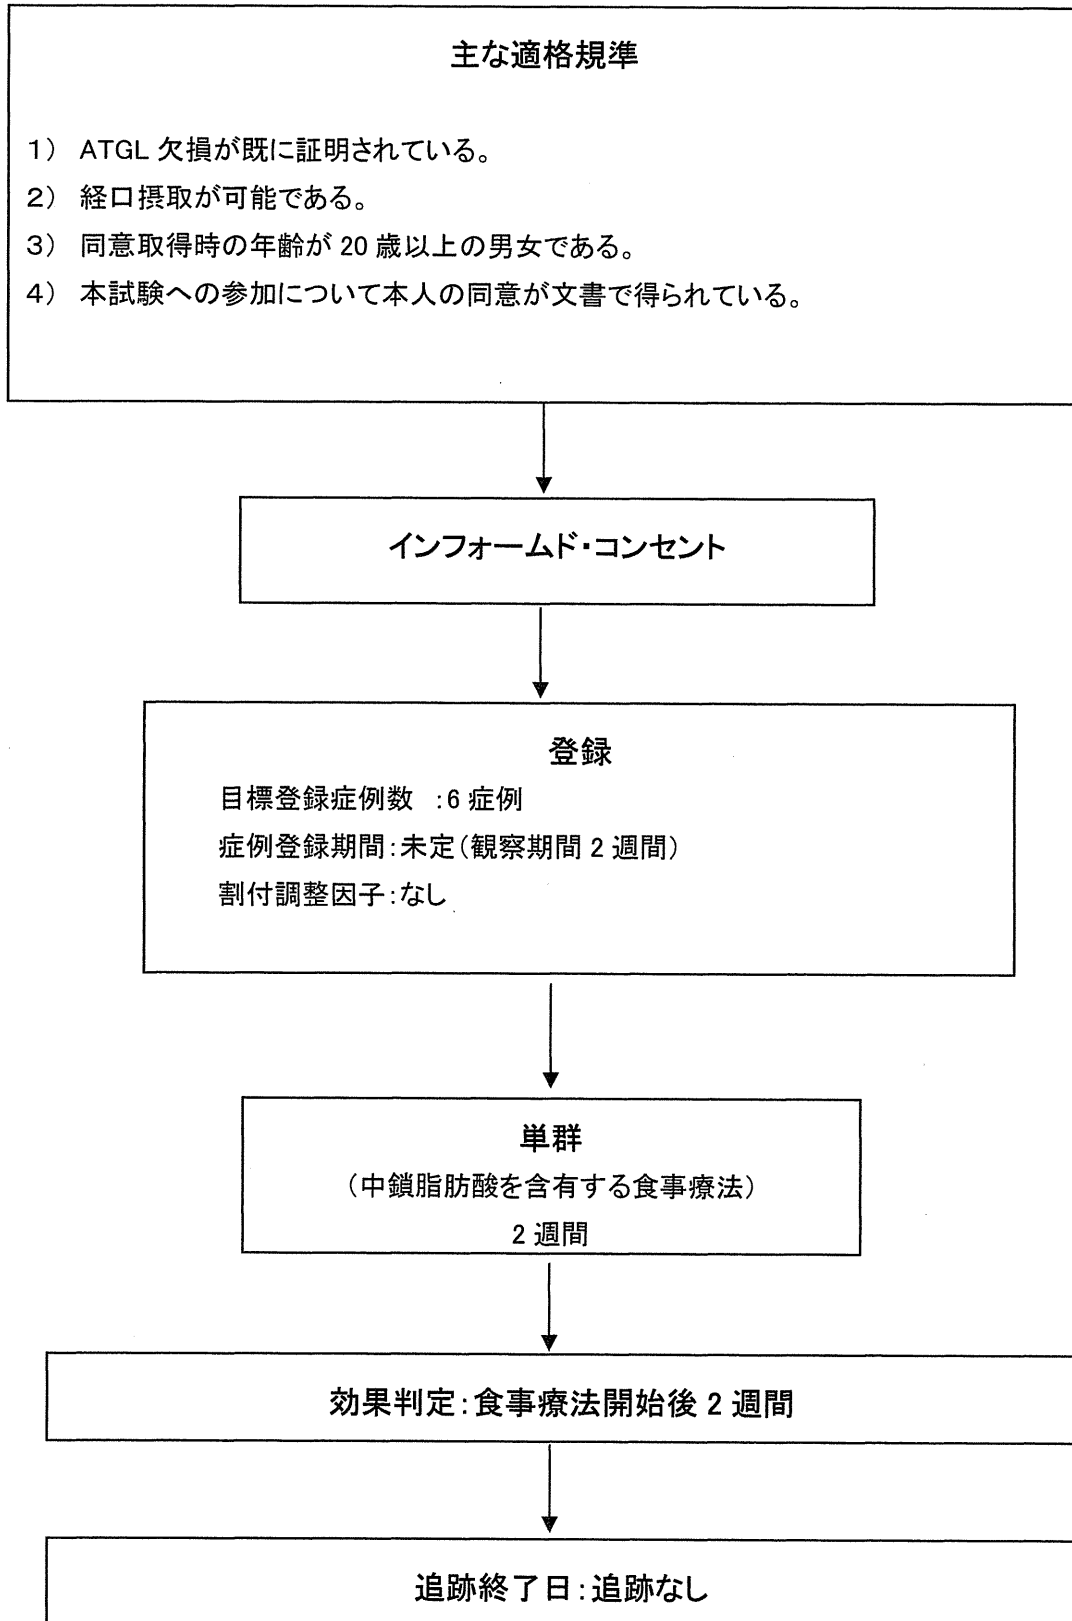 主な適格規準
1） ATGL 欠損が既に証明されている。
2） 経口摂取が可能である。
3） 同意取得時の年齢が 20 歳以上の男女である。
4） 本試験への参加について本人の同意が文書で得られている。
インフォームド・コンセント
登録
目標登録症例数 ：6 症例
症例登録期間：未定（観察期間 2 週間）
割付調整因子：なし
単群
（中鎖脂肪酸を含有する食事療法）
2 週間
効果判定：食事療法開始後 2 週間
追跡終了日：追跡なし